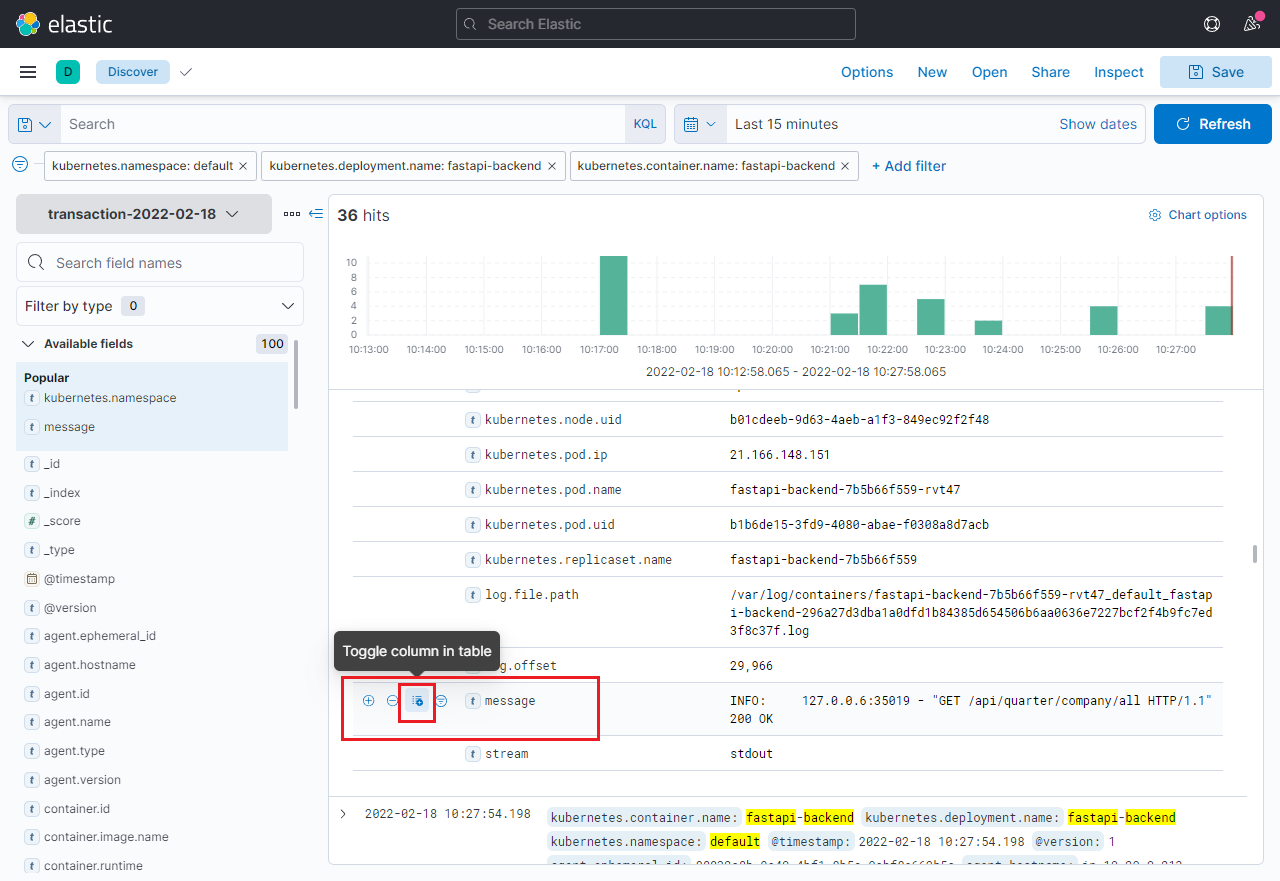 elastic
Search Elastic
D
Discover
Options
New
Open
Share
Inspect
Save
Search
KQL
Last 15 minutes
Show dates
Refresh
kubernetes.namespace: default ×
kubernetes.deployment.name: fastapi-backend ×
kubernetes.container.name: fastapi-backend ×
+ Add filter
transaction-2022-02-18
Search field names
Filter by type 0
Available fields 100
Popular
t kubernetes.namespace
t message
t _id
t _index
# _score
t _type
@timestamp
t @version
t agent.ephemeral_id
t agent.hostname
t agent.id
t agent.name
t agent.type
t agent.version
t container.id
t container.image.name
t container.runtime
36 hits
Chart options
10
8
6
4
2
0
10:13:00 10:14:00 10:15:00 10:16:00 10:17:00 10:18:00 10:19:00 10:20:00 10:21:00 10:22:00 10:23:00 10:24:00 10:25:00 10:26:00 10:27:00
2022-02-18 10:12:58.065 - 2022-02-18 10:27:58.065
t kubernetes.node.uid b01cdeeb-9d63-4aeb-a1f3-849ec92f2f48
t kubernetes.pod.ip 21.166.148.151
t kubernetes.pod.name fastapi-backend-7b5b66f559-rvt47
t kubernetes.pod.uid b1b6de15-3fd9-4080-abae-f0308a8d7acb
t kubernetes.replicaset.name fastapi-backend-7b5b66f559
t log.file.path /var/log/containers/fastapi-backend-7b5b66f559-rvt47_default_fastap
i-backend-296a27d3dba1a0dfd1b84385d654506b6aa0636e7227bcf2f4b9fc7ed
3f8c37f.log
Toggle column in table
.offset 29,966
t message INFO: 127.0.0.6:35019 - "GET /api/quarter/company/all HTTP/1.1"
200 OK
t stream stdout
2022-02-18 10:27:54.198 kubernetes.container.name: fastapi-backend kubernetes.deployment.name: fastapi-backend
kubernetes.namespace: default @timestamp: 2022-02-18 10:27:54.198 @version: 1